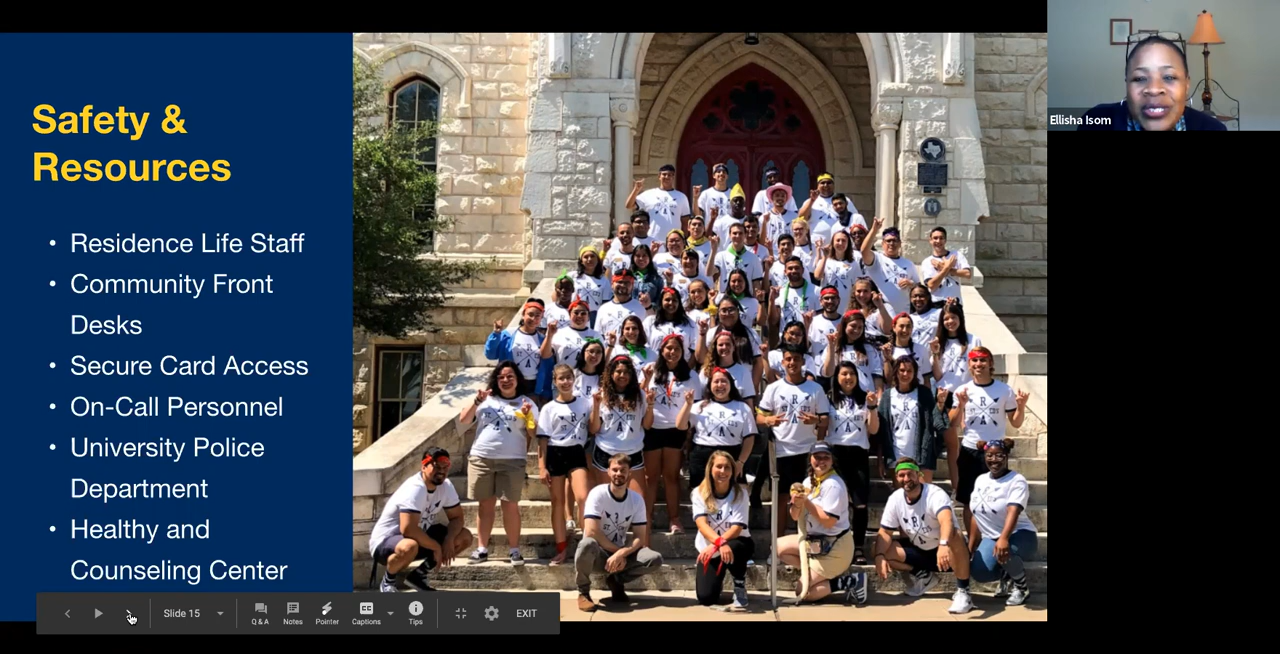 Safety &
Resources
• Residence Life Staff
• Community Front
Desks
• Secure Card Access
• On-Call Personnel
• University Police
Department
• Healthy and
Counseling Center
Slide 15
Q & A
Notes
Pointer
Captions
Tips
EXIT
Ellisha Isom